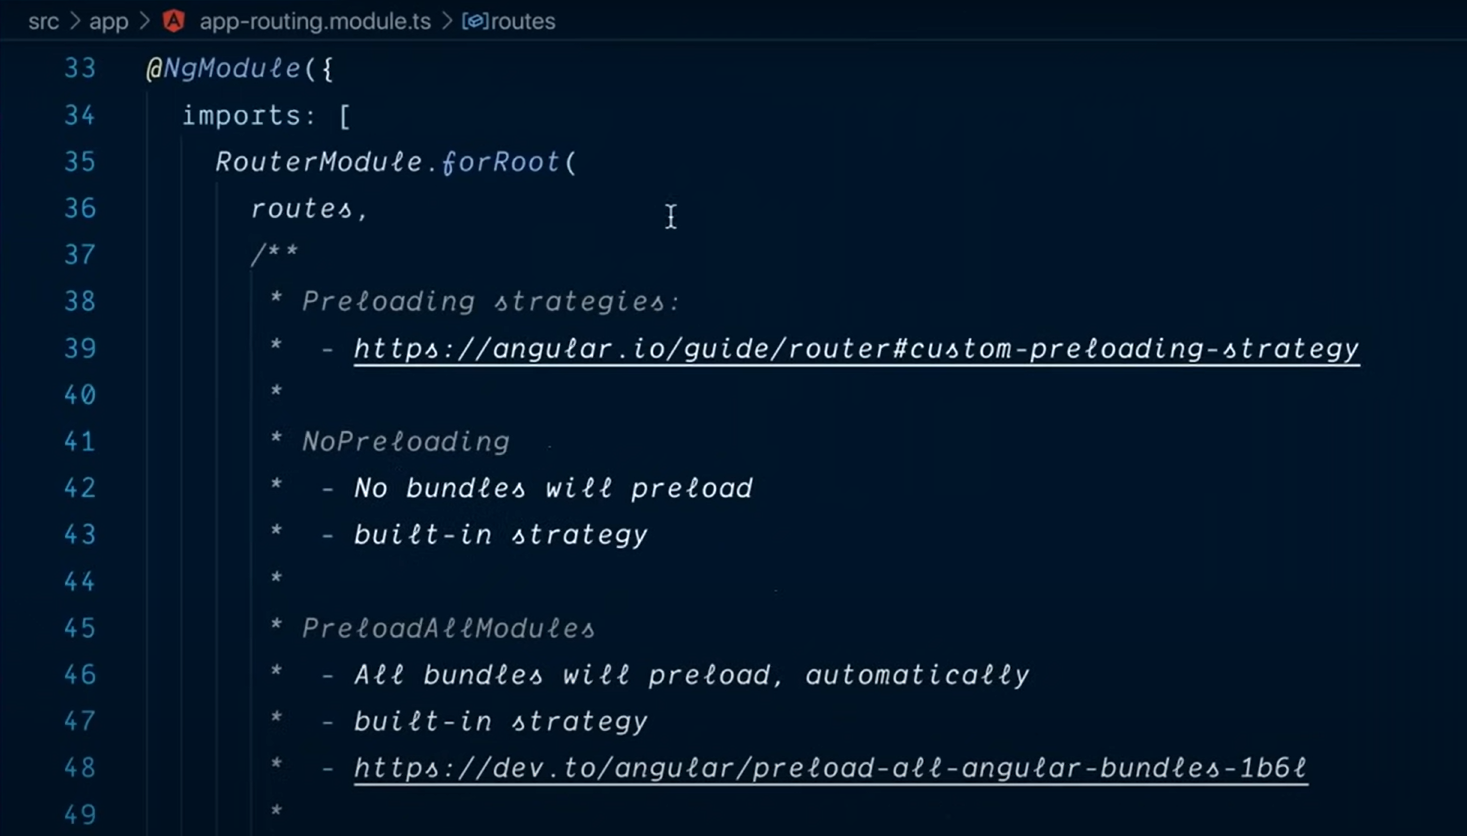 src > app > app-routing.module.ts > routes
33 @NgModule({
34 imports: [
35 RouterModule.forRoot(
36 routes,
37 /**
38 * Preloading strategies:
39 * - https://angular.io/guide/router#custom-preloading-strategy
40 *
41 * NoPreloading
42 * - No bundles will preload
43 * - built-in strategy
44 *
45 * PreloadAllModules
46 * - All bundles will preload, automatically
47 * - built-in strategy
48 * - https://dev.to/angular/preload-all-angular-bundles-1b6l
49 *